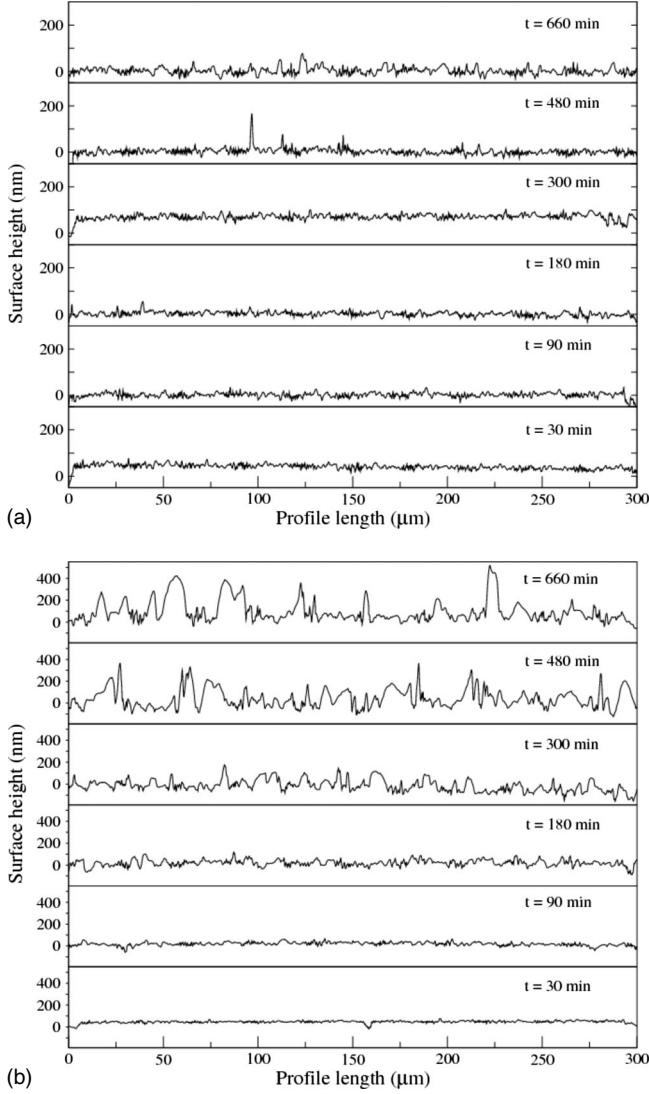 200
t = 660 min
0
200
t = 480 min
0
200
t = 300 min
0
200
t = 180 min
0
200
t = 90 min
0
200
t = 30 min
0
Surface height (nm)
0 50 100 150 200 250 300
Profile length (μm)
(a)
400
t = 660 min
200
0
400
t = 480 min
200
0
400
t = 300 min
200
0
400
t = 180 min
200
0
400
t = 90 min
200
0
400
t = 30 min
200
0
Surface height (nm)
0 50 100 150 200 250 300
Profile length (μm)
(b)